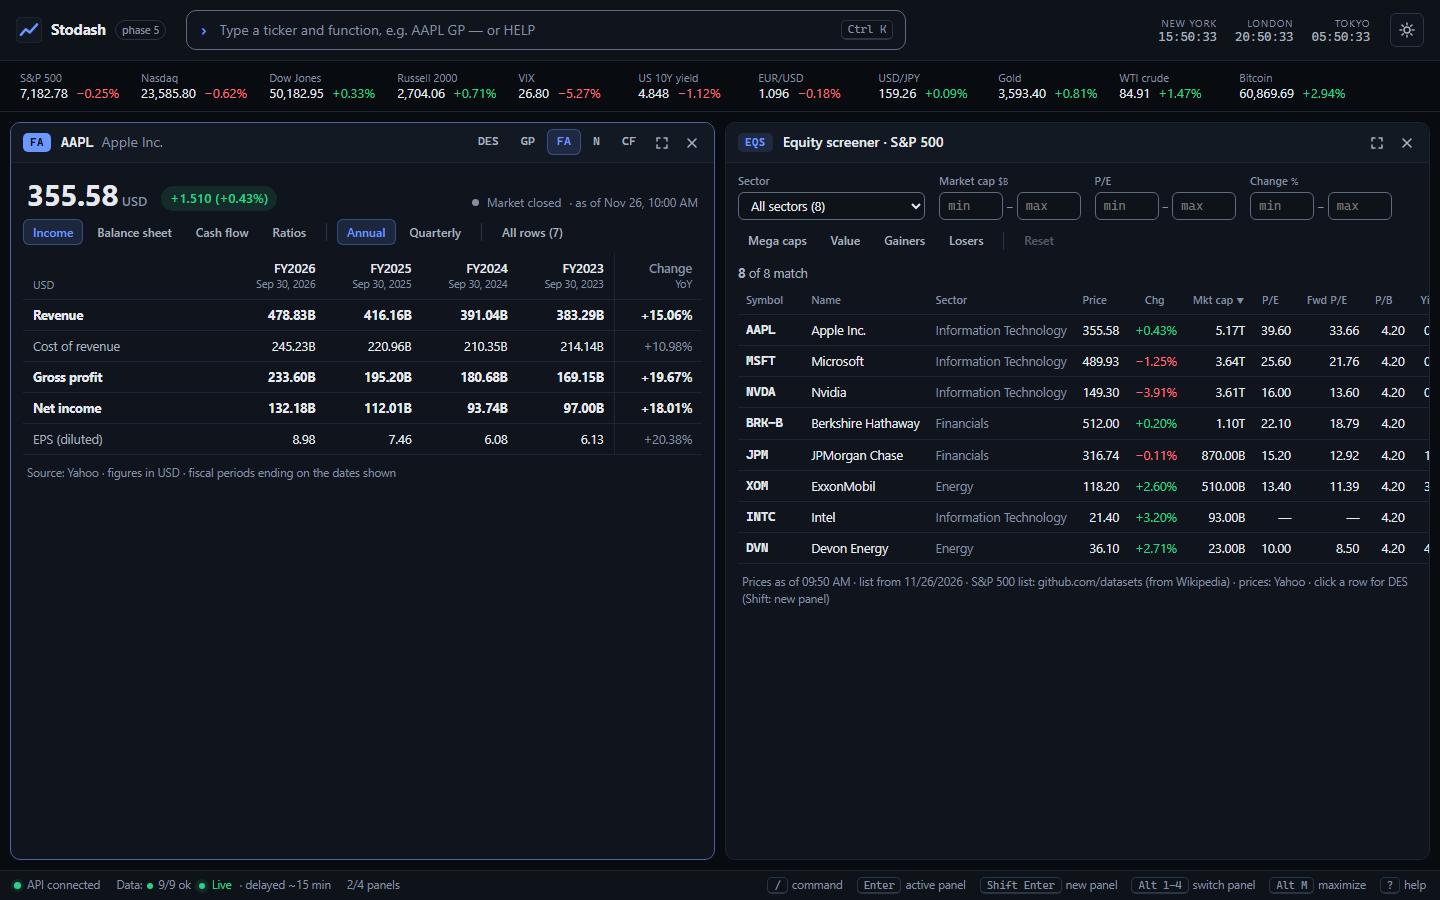 Stodash phase 5 › Type a ticker and function, e.g. AAPL GP — or HELP Ctrl K NEW YORK LONDON TOKYO
15:50:33 20:50:33 05:50:33
S&P 500 Nasdaq Dow Jones Russell 2000 VIX US 10Y yield EUR/USD USD/JPY Gold WTI crude Bitcoin
7,182.78 −0.25% 23,585.80 −0.62% 50,182.95 +0.33% 2,704.06 +0.71% 26.80 −5.27% 4.848 −1.12% 1.096 −0.18% 159.26 +0.09% 3,593.40 +0.81% 84.91 +1.47% 60,869.69 +2.94%
FA AAPL Apple Inc. DES GP FA N CF
355.58 USD +1.510 (+0.43%) Market closed · as of Nov 26, 10:00 AM
Income Balance sheet Cash flow Ratios Annual Quarterly All rows (7)
FY2026 FY2025 FY2024 FY2023 Change
USD Sep 30, 2026 Sep 30, 2025 Sep 30, 2024 Sep 30, 2023 YoY
Revenue 478.83B 416.16B 391.04B 383.29B +15.06%
Cost of revenue 245.23B 220.96B 210.35B 214.14B +10.98%
Gross profit 233.60B 195.20B 180.68B 169.15B +19.67%
Net income 132.18B 112.01B 93.74B 97.00B +18.01%
EPS (diluted) 8.98 7.46 6.08 6.13 +20.38%
Source: Yahoo · figures in USD · fiscal periods ending on the dates shown
EQS Equity screener · S&P 500
Sector Market cap $B P/E Change %
All sectors (8) min – max min – max min – max
Mega caps Value Gainers Losers Reset
8 of 8 match
Symbol Name Sector Price Chg Mkt cap ▼ P/E Fwd P/E P/B Yi
AAPL Apple Inc. Information Technology 355.58 +0.43% 5.17T 39.60 33.66 4.20 0
MSFT Microsoft Information Technology 489.93 −1.25% 3.64T 25.60 21.76 4.20 0
NVDA Nvidia Information Technology 149.30 −3.91% 3.61T 16.00 13.60 4.20 0
BRK-B Berkshire Hathaway Financials 512.00 +0.20% 1.10T 22.10 18.79 4.20
JPM JPMorgan Chase Financials 316.74 −0.11% 870.00B 15.20 12.92 4.20 1
XOM ExxonMobil Energy 118.20 +2.60% 510.00B 13.40 11.39 4.20 3
INTC Intel Information Technology 21.40 +3.20% 93.00B — — 4.20
DVN Devon Energy Energy 36.10 +2.71% 23.00B 10.00 8.50 4.20 4
Prices as of 09:50 AM · list from 11/26/2026 · S&P 500 list: github.com/datasets (from Wikipedia) · prices: Yahoo · click a row for DES
(Shift: new panel)
API connected Data: 9/9 ok Live · delayed ~15 min 2/4 panels / command Enter active panel Shift Enter new panel Alt 1–4 switch panel Alt M maximize ? help